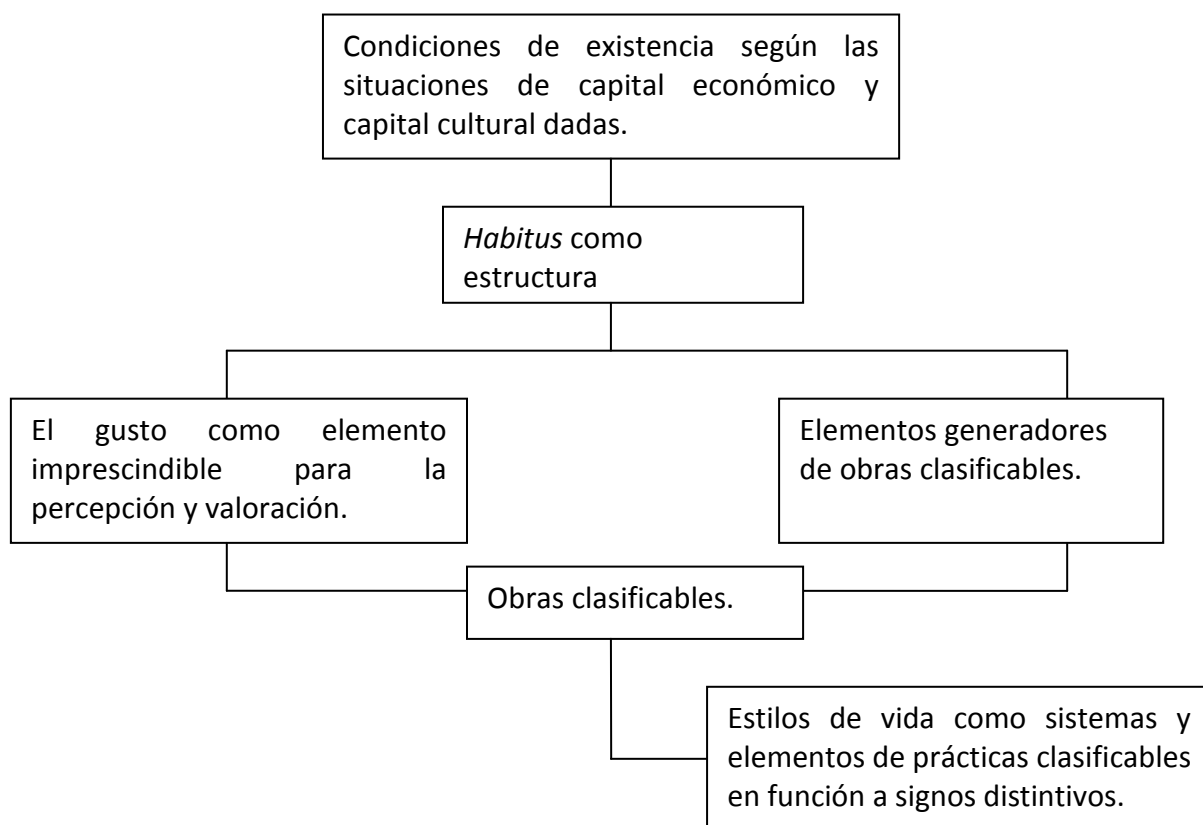 Condiciones de existencia según las
situaciones de capital económico y
capital cultural dadas.
Habitus como
estructura
El gusto como elemento
imprescindible para la
percepción y valoración.
Elementos generadores
de obras clasificables.
Obras clasificables.
Estilos de vida como sistemas y
elementos de prácticas clasificables
en función a signos distintivos.